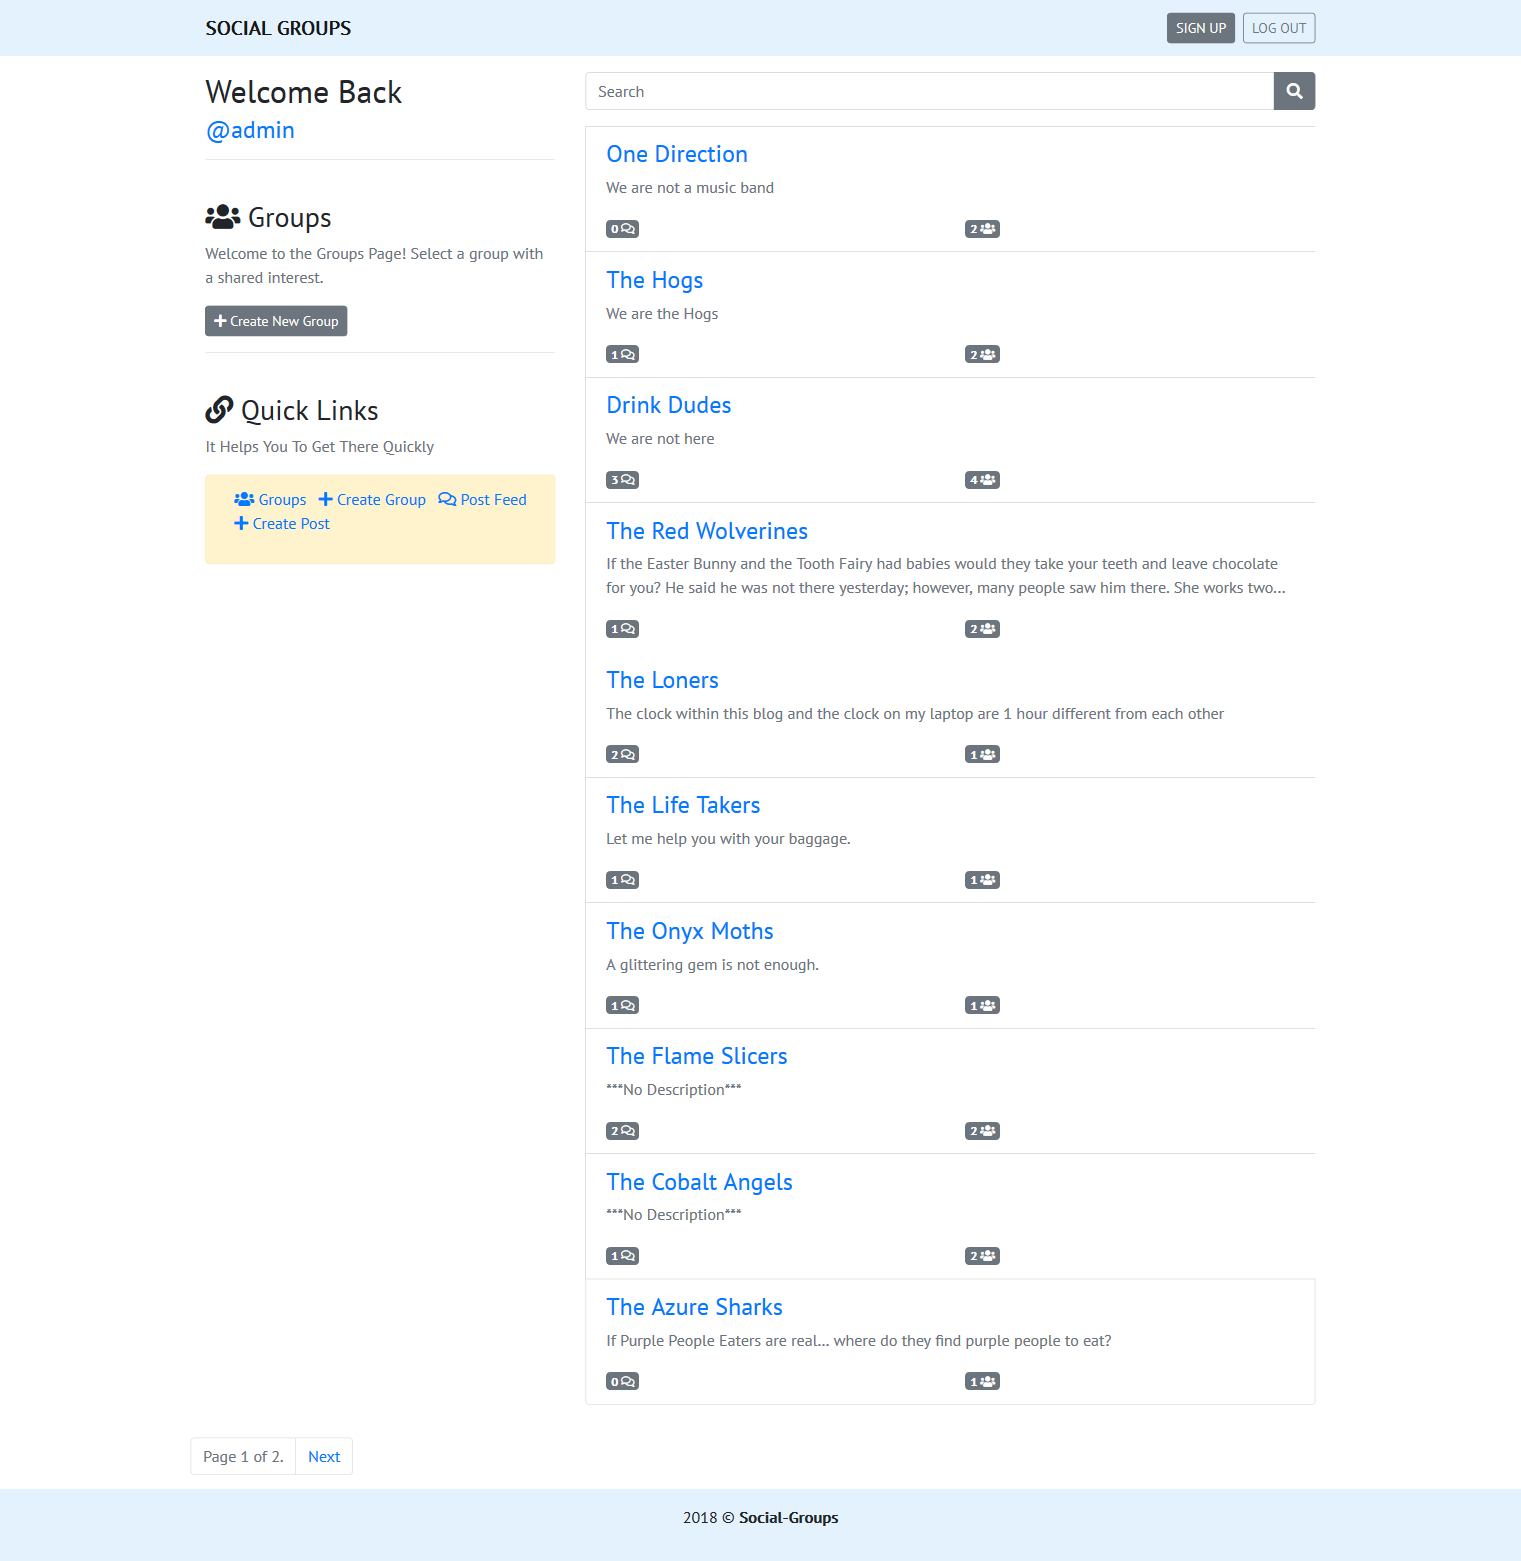 SOCIAL GROUPS
SIGN UP
LOG OUT
Welcome Back
@admin
Groups
Welcome to the Groups Page! Select a group with
a shared interest.
Create New Group
Quick Links
It Helps You To Get There Quickly
Groups Create Group Post Feed
Create Post
Search
One Direction
We are not a music band
0 2
The Hogs
We are the Hogs
1 2
Drink Dudes
We are not here
3 4
The Red Wolverines
If the Easter Bunny and the Tooth Fairy had babies would they take your teeth and leave chocolate
for you? He said he was not there yesterday; however, many people saw him there. She works two...
1 2
The Loners
The clock within this blog and the clock on my laptop are 1 hour different from each other
2 1
The Life Takers
Let me help you with your baggage.
1 1
The Onyx Moths
A glittering gem is not enough.
1 1
The Flame Slicers
***No Description***
2 2
The Cobalt Angels
***No Description***
1 2
The Azure Sharks
If Purple People Eaters are real... where do they find purple people to eat?
0 1
Page 1 of 2. Next
2018 © Social-Groups